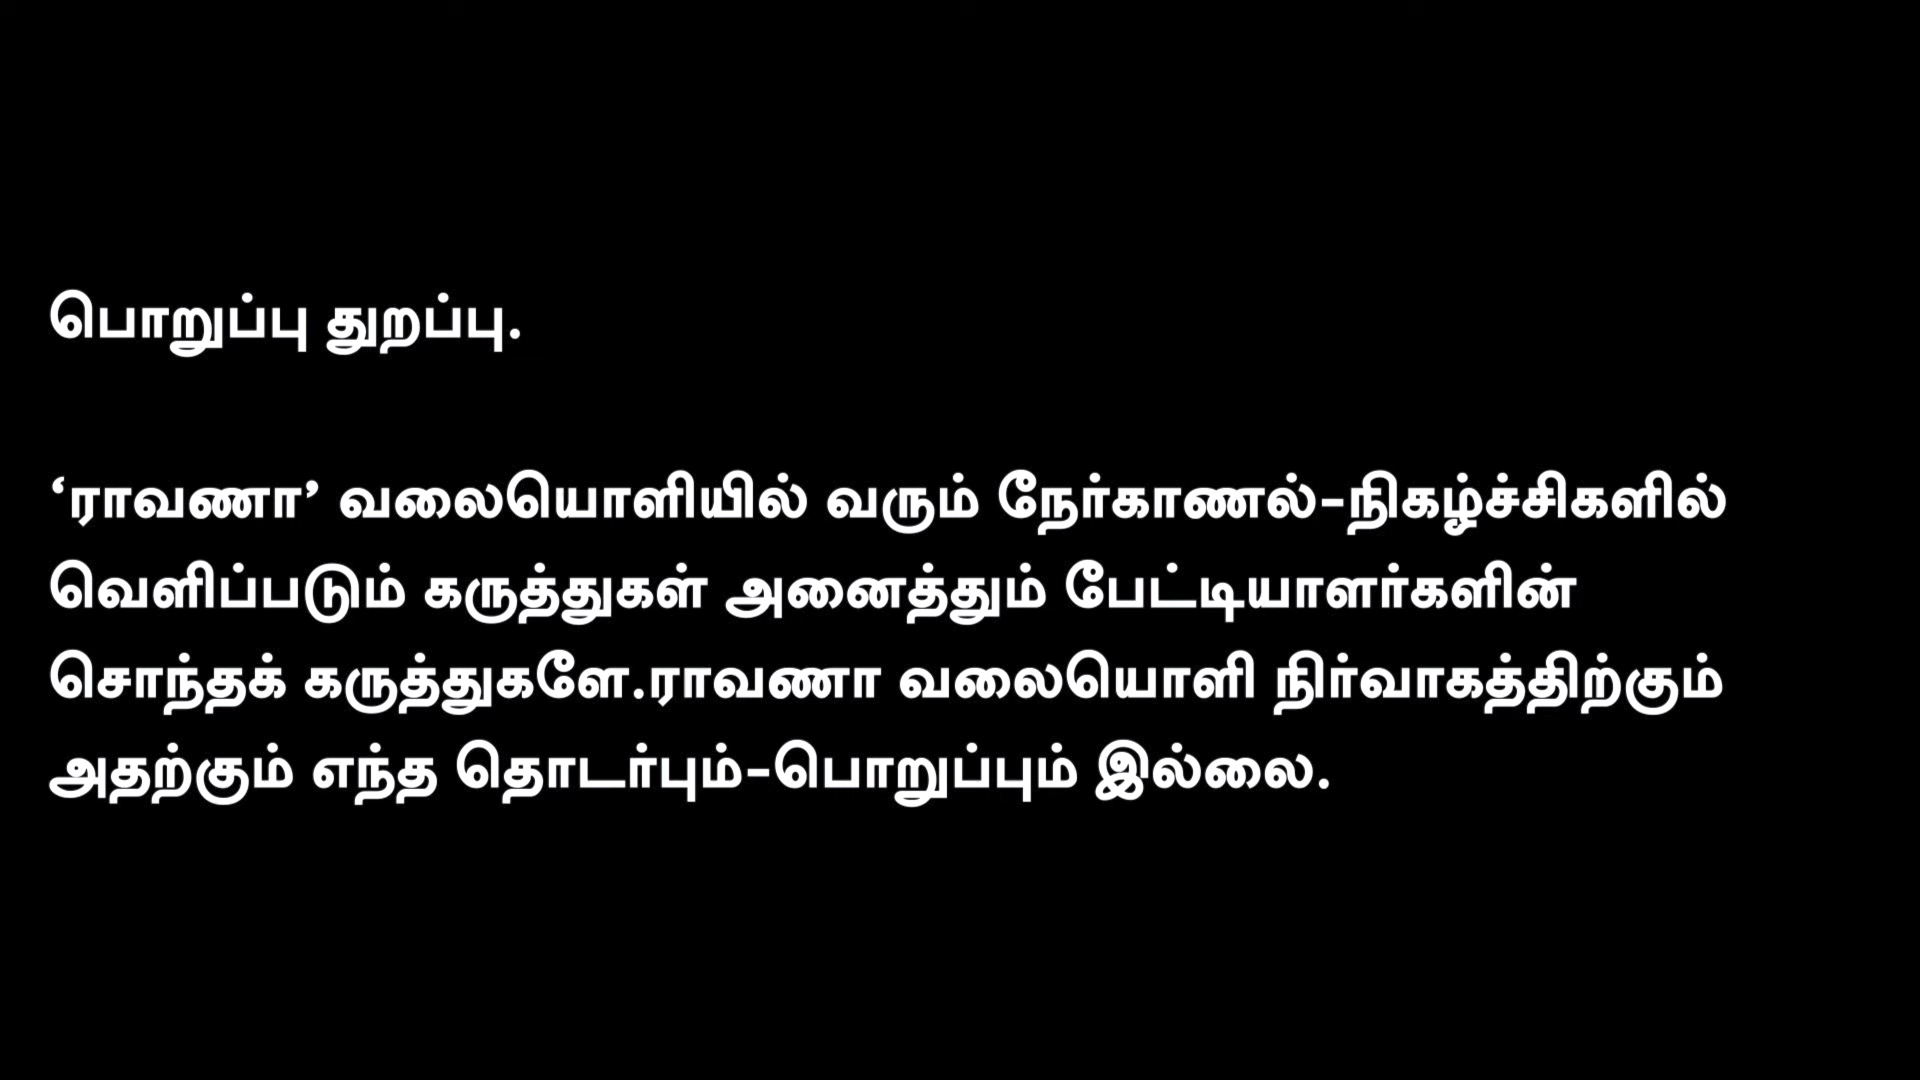 பொறுப்பு துறப்பு.
‘ராவணா’ வலையொளியில் வரும் நேர்காணல்-நிகழ்ச்சிகளில்
வெளிப்படும் கருத்துகள் அனைத்தும் பேட்டியாளர்களின்
சொந்தக் கருத்துகளே.ராவணா வலையொளி நிர்வாகத்திற்கும்
அதற்கும் எந்த தொடர்பும்-பொறுப்பும் இல்லை.